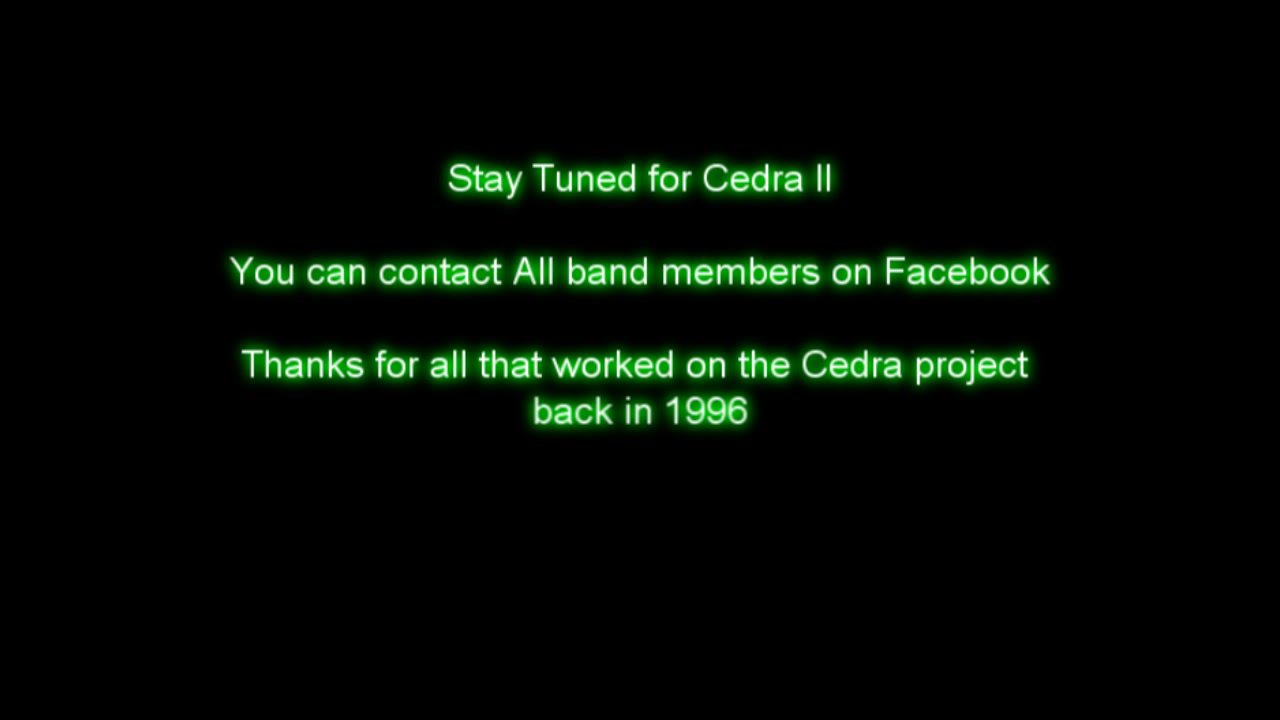 Stay Tuned for Cedra II
You can contact All band members on Facebook
Thanks for all that worked on the Cedra project
back in 1996